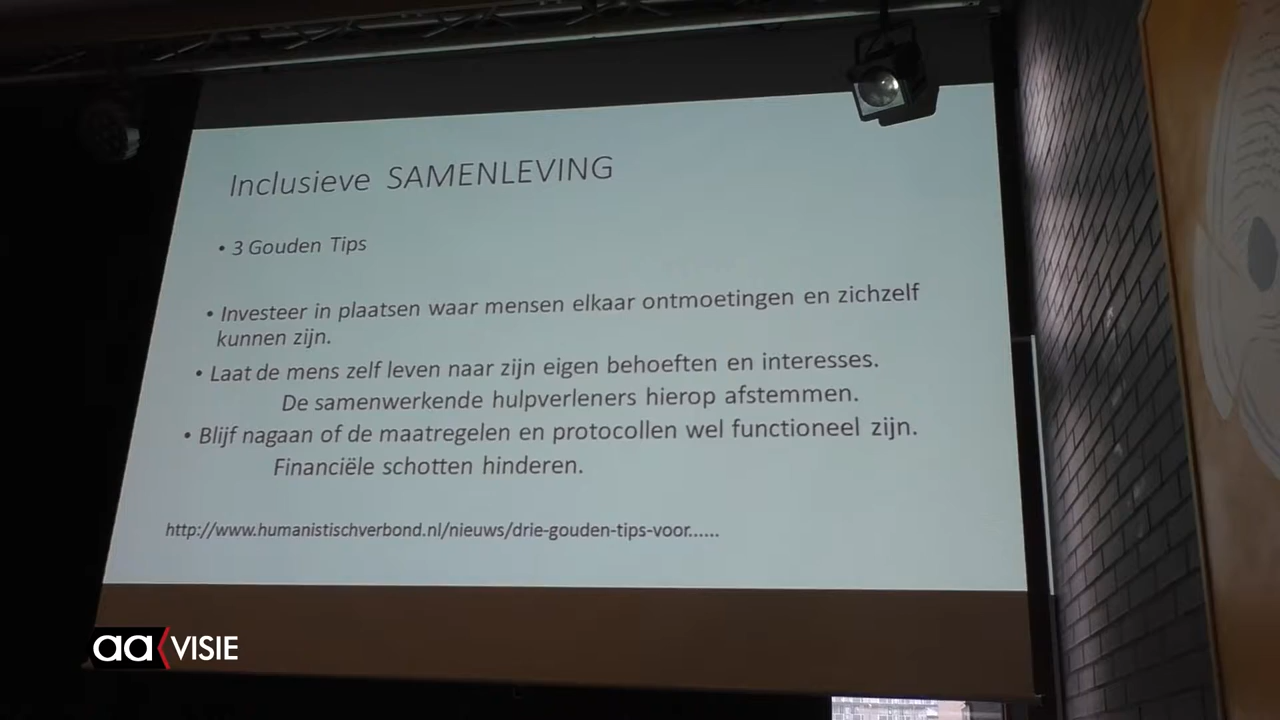 Inclusieve SAMENLEVING
• 3 Gouden Tips
• Investeer in plaatsen waar mensen elkaar ontmoetingen en zichzelf
kunnen zijn.
• Laat de mens zelf leven naar zijn eigen behoeften en interesses.
De samenwerkende hulpverleners hierop afstemmen.
• Blijf nagaan of de maatregelen en protocollen wel functioneel zijn.
Financiële schotten hinderen.
http://www.humanistischverbond.nl/nieuws/drie-gouden-tips-voor......
aa VISIE